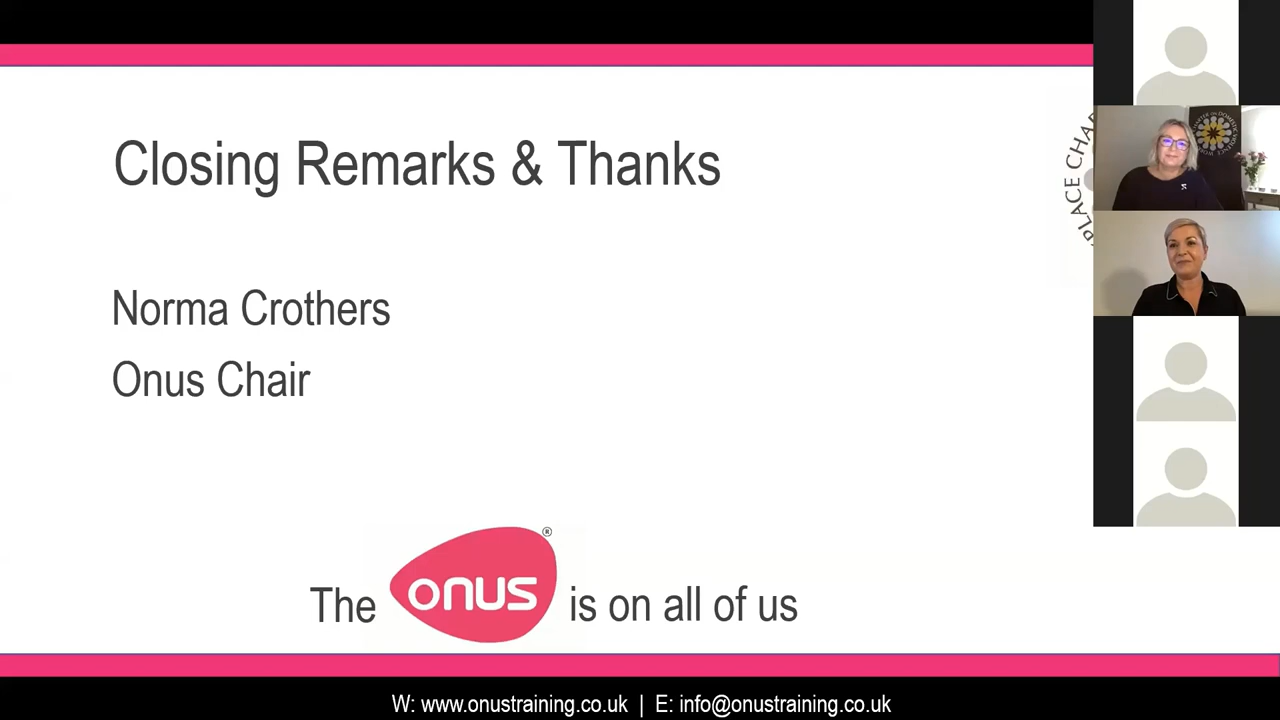 Closing Remarks & Thanks
Norma Crothers
Onus Chair
The onus® is on all of us
W: www.onustraining.co.uk | E: info@onustraining.co.uk